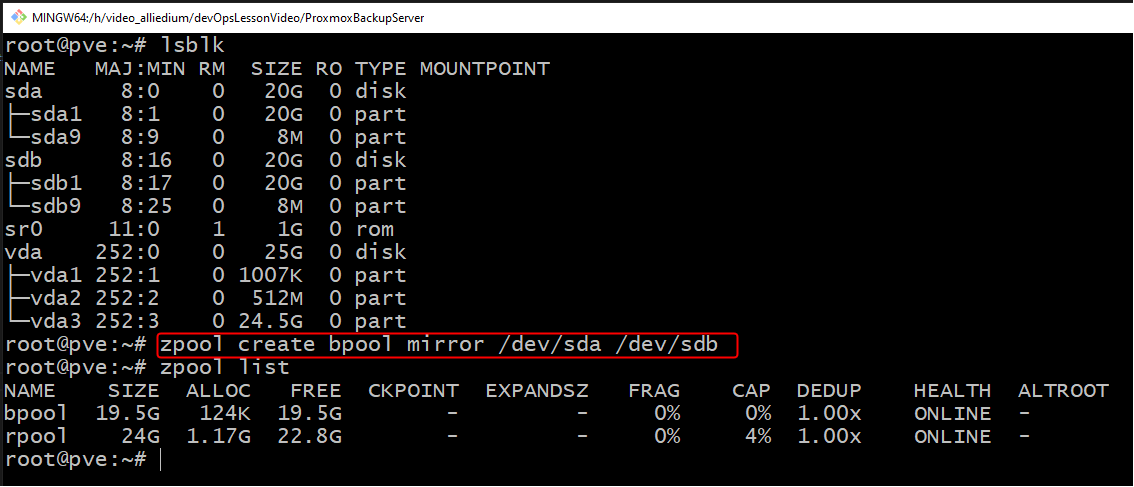 MINGW64:/h/video_alliedium/devOpsLessonVideo/ProxmoxBackupServer
root@pve:~# lsblk
NAME   MAJ:MIN RM  SIZE RO TYPE MOUNTPOINT
sda      8:0    0   20G  0 disk
├─sda1   8:1    0   20G  0 part
└─sda9   8:9    0    8M  0 part
sdb      8:16   0   20G  0 disk
├─sdb1   8:17   0   20G  0 part
└─sdb9   8:25   0    8M  0 part
sr0     11:0    1    1G  0 rom
vda    252:0    0   25G  0 disk
├─vda1 252:1    0 1007K  0 part
├─vda2 252:2    0  512M  0 part
└─vda3 252:3    0 24.5G  0 part
root@pve:~# zpool create bpool mirror /dev/sda /dev/sdb
root@pve:~# zpool list
NAME    SIZE  ALLOC   FREE  CKPOINT  EXPANDSZ   FRAG    CAP  DEDUP    HEALTH  ALTROOT
bpool  19.5G   124K  19.5G        -         -     0%     0%  1.00x    ONLINE  -
rpool    24G  1.17G  22.8G        -         -     0%     4%  1.00x    ONLINE  -
root@pve:~#